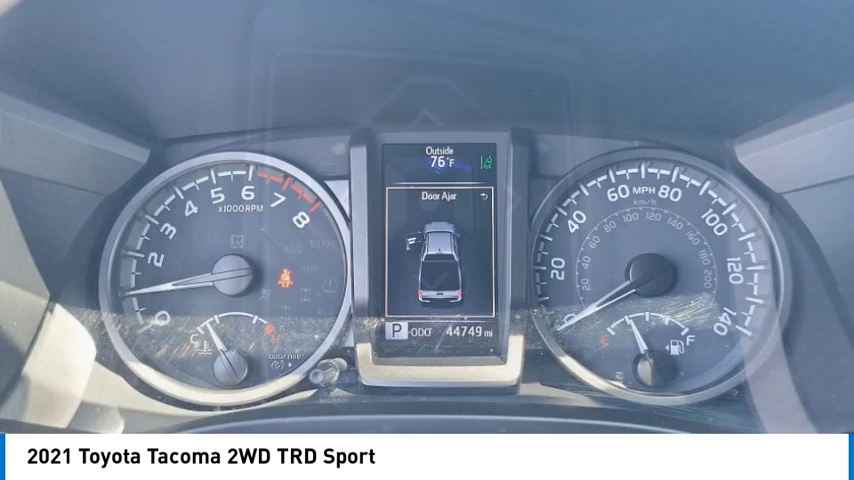 Outside
76°F
Door Ajar
P ODO 44749 mi
0 1 2 3 4 5 6 7 8
x1000RPM
ABS BRAKE
C H
ODO/TRIP
0 20 40 60 MPH 80 100 120 140
km/h
20 40 60 80 100 120 140 160 180 200
E F
2021 Toyota Tacoma 2WD TRD Sport